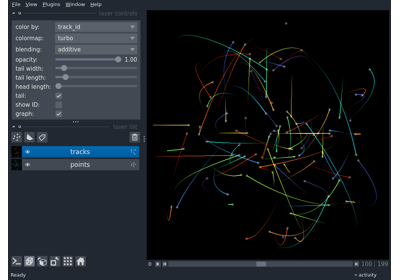 File View Plugins Window Help
layer controls
color by: track_id
colormap: turbo
blending: additive
opacity: 1.00
tail width:
tail length:
head length:
tail:
show ID:
graph:
layer list
tracks
points
0 100 199
Ready activity